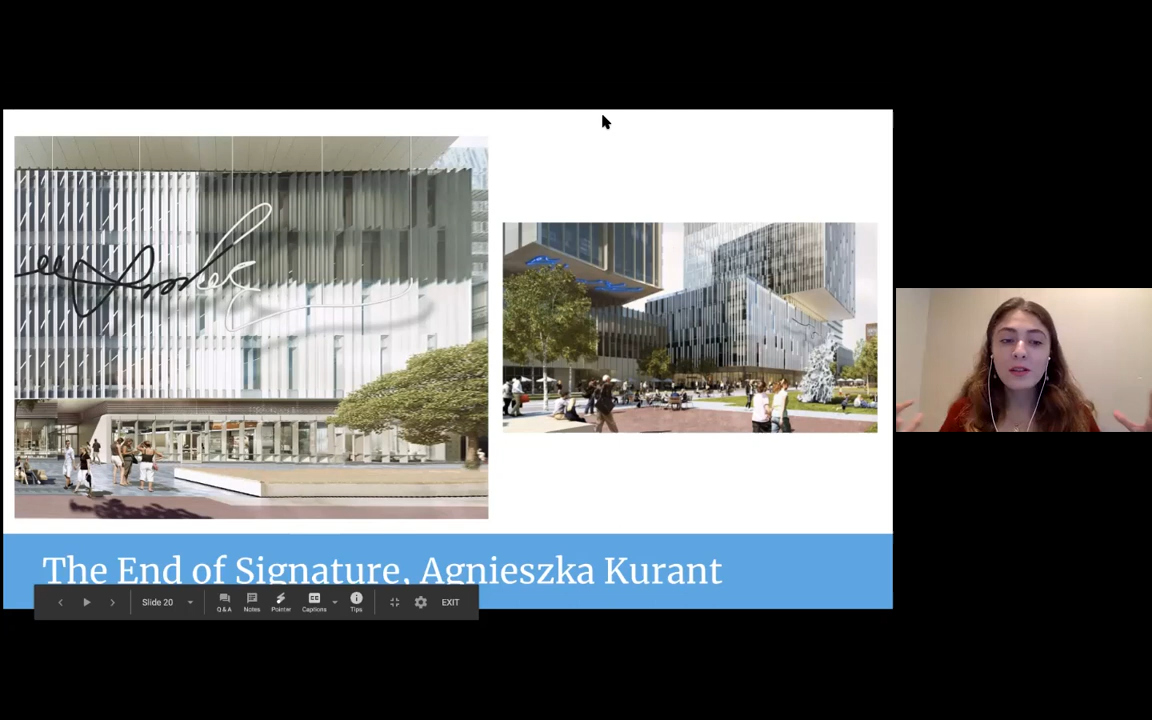 The End of Signature, Agnieszka Kurant
Slide 20
Q&A
Notes
Pointer
Captions
Tips
EXIT